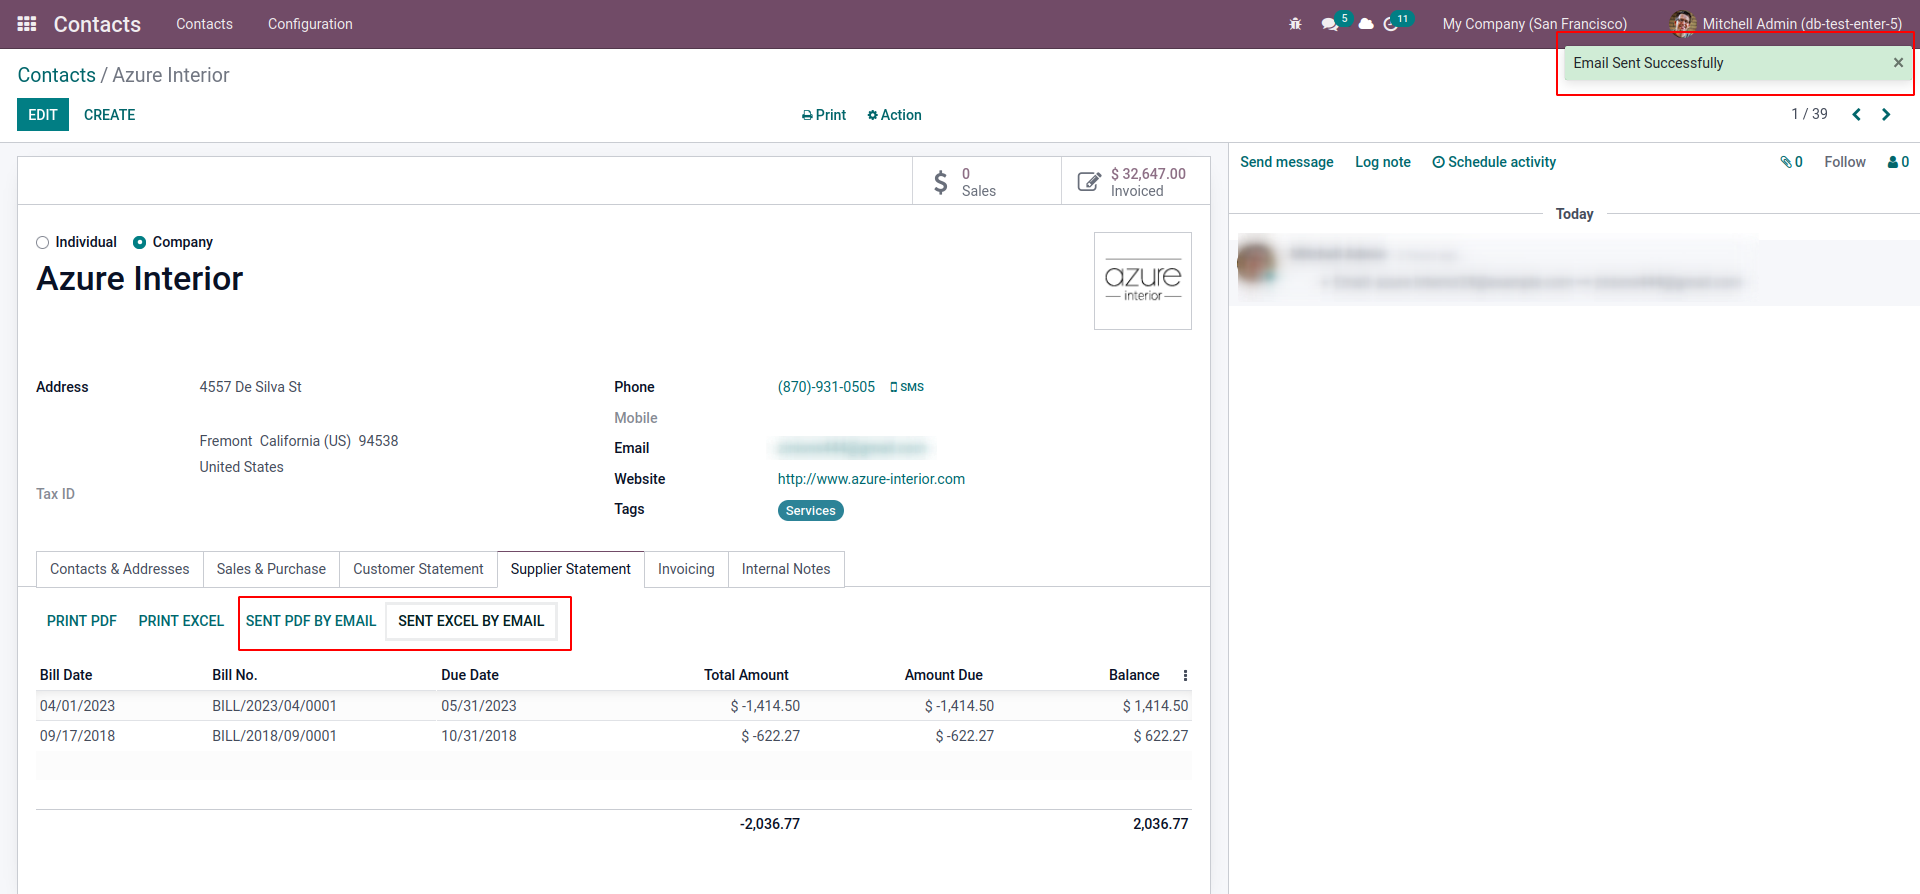 Contacts Contacts Configuration 5 11 My Company (San Francisco) Mitchell Admin (db-test-enter-5)
Email Sent Successfully ×
Contacts / Azure Interior
EDIT CREATE Print Action 1 / 39
Send message Log note Schedule activity 0 Follow 0
0
Sales
$ 32,647.00
Invoiced
Today
Individual Company
Azure Interior
azure
interior
Address 4557 De Silva St
Fremont California (US) 94538
United States
Tax ID
Phone (870)-931-0505 SMS
Mobile
Email
Website http://www.azure-interior.com
Tags Services
Contacts & Addresses Sales & Purchase Customer Statement Supplier Statement Invoicing Internal Notes
PRINT PDF PRINT EXCEL SENT PDF BY EMAIL SENT EXCEL BY EMAIL
Bill Date Bill No. Due Date Total Amount Amount Due Balance
04/01/2023 BILL/2023/04/0001 05/31/2023 $ -1,414.50 $ -1,414.50 $ 1,414.50
09/17/2018 BILL/2018/09/0001 10/31/2018 $ -622.27 $ -622.27 $ 622.27
-2,036.77 2,036.77